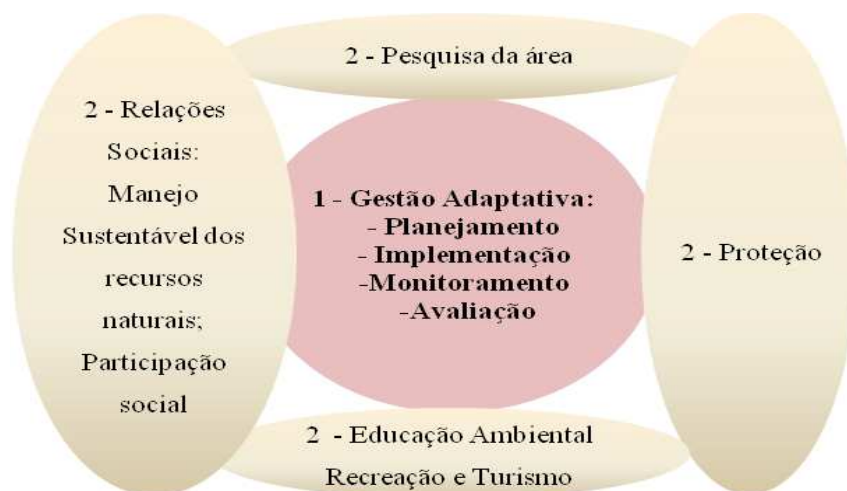 2 - Pesquisa da área
2 - Relações
Sociais:
Manejo
Sustentável dos
recursos
naturais;
Participação
social
1 - Gestão Adaptativa:
- Planejamento
- Implementação
-Monitoramento
-Avaliação
2 - Proteção
2 - Educação Ambiental
Recreação e Turismo